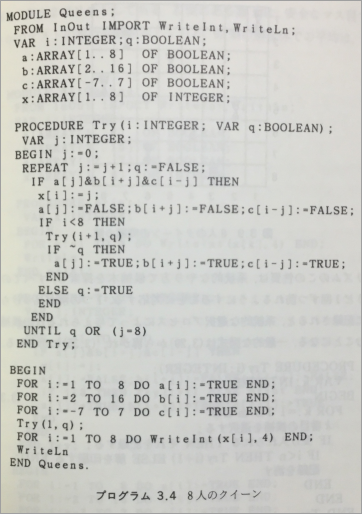 MODULE Queens;
FROM InOut IMPORT WriteInt,WriteLn;
VAR i:INTEGER;q:BOOLEAN;
a:ARRAY[1..8] OF BOOLEAN;
b:ARRAY[2..16] OF BOOLEAN;
c:ARRAY[-7..7] OF BOOLEAN;
x:ARRAY[1..8] OF INTEGER;
PROCEDURE Try(i:INTEGER; VAR q:BOOLEAN);
VAR j:INTEGER;
BEGIN j:=0;
REPEAT j:=j+1;q:=FALSE;
IF a[j]&b[i+j]&c[i-j] THEN
x[i]:=j;
a[j]:=FALSE;b[i+j]:=FALSE;c[i-j]:=FALSE;
IF i<8 THEN
Try(i+1,q);
IF ~q THEN
a[j]:=TRUE;b[i+j]:=TRUE;c[i-j]:=TRUE;
END
ELSE q:=TRUE
END
END
UNTIL q OR (j=8)
END Try;
BEGIN
FOR i:=1 TO 8 DO a[i]:=TRUE END;
FOR i:=2 TO 16 DO b[i]:=TRUE END;
FOR i:=-7 TO 7 DO c[i]:=TRUE END;
Try(1,q);
FOR i:=1 TO 8 DO WriteInt(x[i],4) END;
WriteLn
END Queens.
プログラム 3.4 8人のクイーン